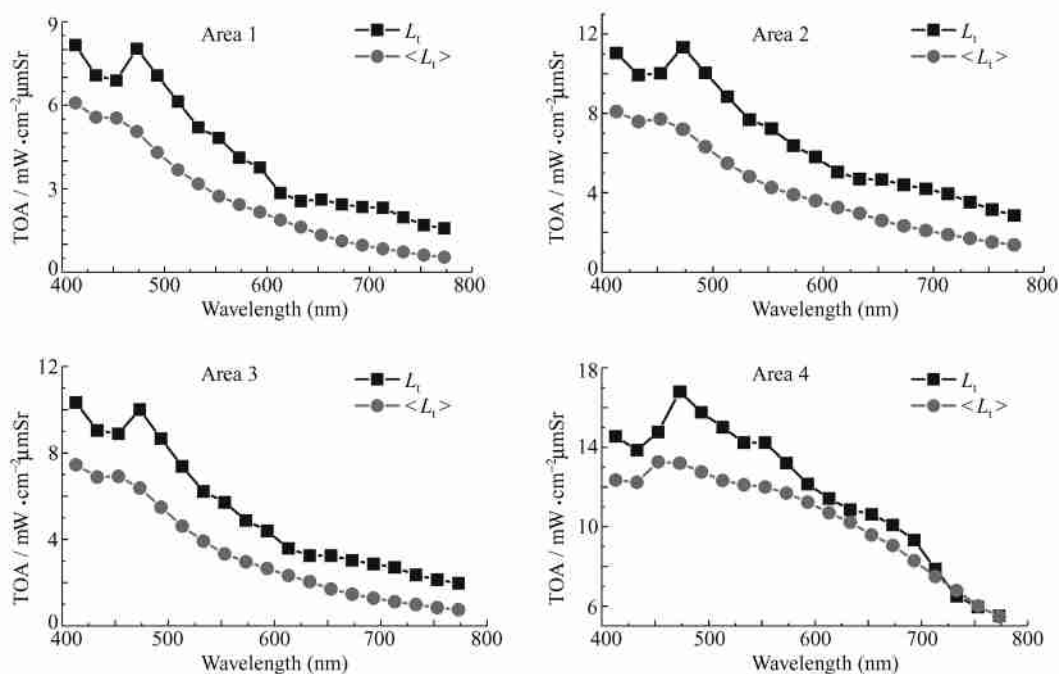 Area 1
L_t
<L_t>
TOA / mW·cm⁻²μmSr
9
6
3
0
400 500 600 700 800
Wavelength (nm)
Area 2
L_t
<L_t>
TOA / mW·cm⁻²μmSr
12
8
4
0
400 500 600 700 800
Wavelength (nm)
Area 3
L_t
<L_t>
TOA / mW·cm⁻²μmSr
12
8
4
2
0
400 500 600 700 800
Wavelength (nm)
Area 4
L_t
<L_t>
TOA / mW·cm⁻²μmSr
18
14
10
6
400 500 600 700 800
Wavelength (nm)